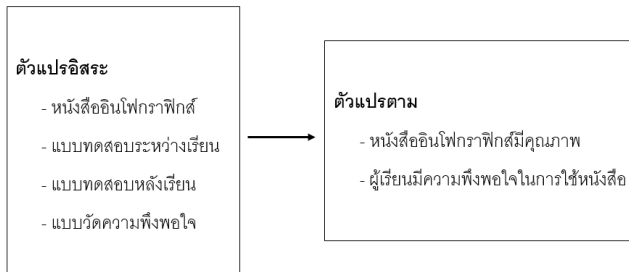 ตัวแปรอิสระ
- หนังสืออินโฟกราฟิกส์
- แบบทดสอบระหว่างเรียน
- แบบทดสอบหลังเรียน
- แบบวัดความพึงพอใจ
ตัวแปรตาม
- หนังสืออินโฟกราฟิกส์มีคุณภาพ
- ผู้เรียนมีความพึงพอใจในการใช้หนังสือ